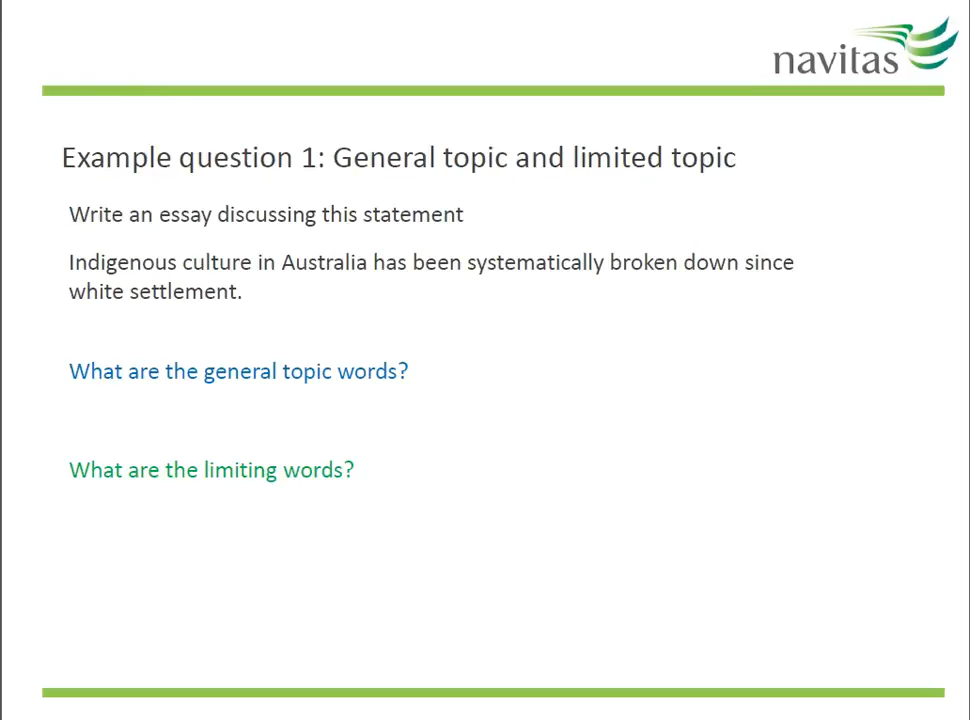 navitas
Example question 1: General topic and limited topic
Write an essay discussing this statement
Indigenous culture in Australia has been systematically broken down since
white settlement.
What are the general topic words?
What are the limiting words?